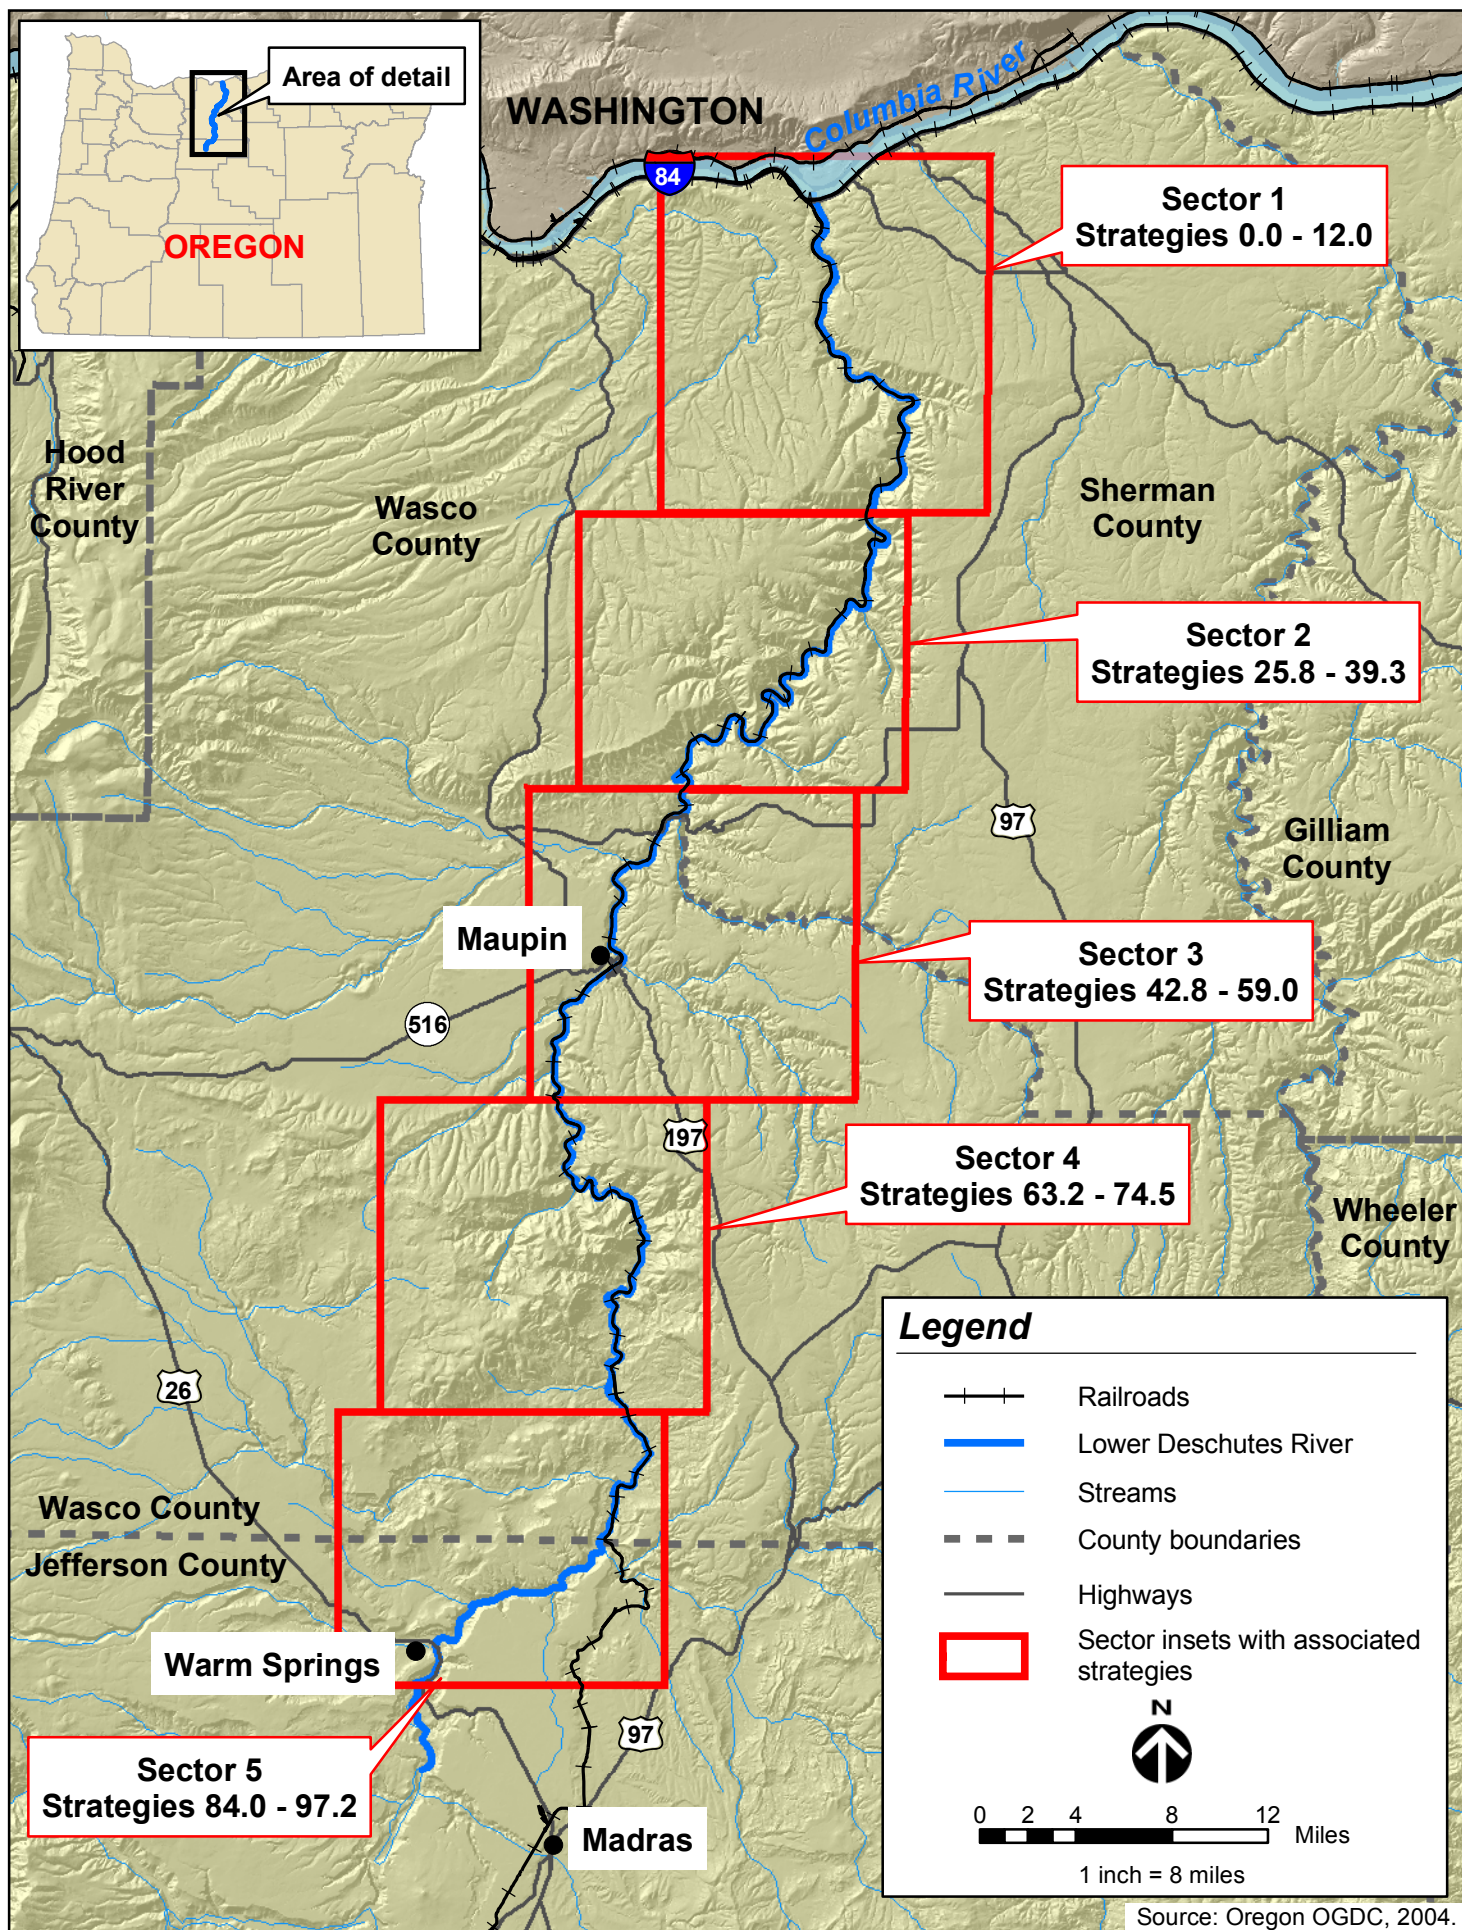 Area of detail
OREGON
WASHINGTON
Columbia River
84
Sector 1
Strategies 0.0 - 12.0
Hood
River
County
Wasco
County
Sherman
County
Sector 2
Strategies 25.8 - 39.3
97
Gilliam
County
Maupin
Sector 3
Strategies 42.8 - 59.0
516
197
Sector 4
Strategies 63.2 - 74.5
Wheeler
County
26
Wasco County
Jefferson County
Warm Springs
97
Sector 5
Strategies 84.0 - 97.2
Madras
Legend
Railroads
Lower Deschutes River
Streams
County boundaries
Highways
Sector insets with associated
strategies
N
0 2 4 8 12
Miles
1 inch = 8 miles
Source: Oregon OGDC, 2004.